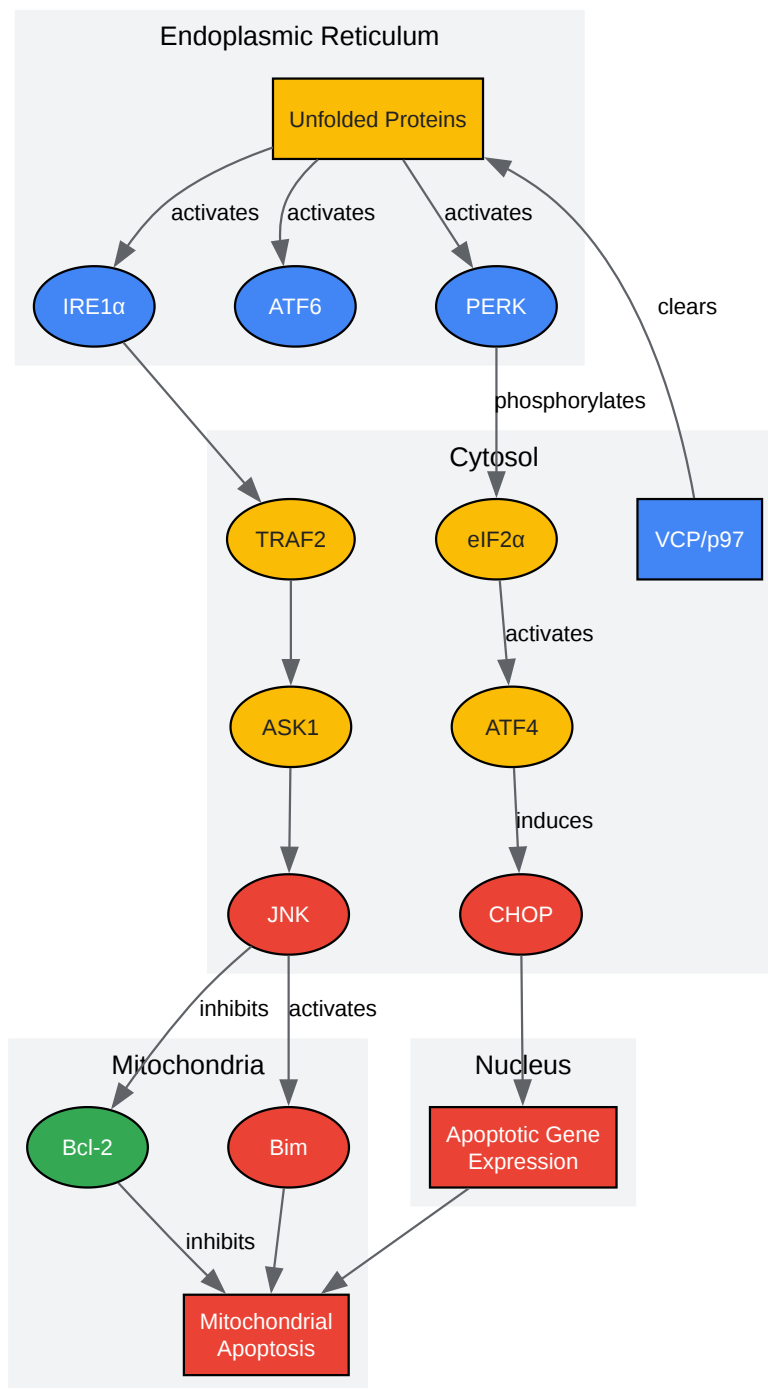 Endoplasmic Reticulum
Unfolded Proteins
activates
activates
activates
IRE1α
ATF6
PERK
clears
phosphorylates
Cytosol
TRAF2
eIF2α
VCP/p97
activates
ASK1
ATF4
induces
JNK
CHOP
inhibits
activates
Mitochondria
Nucleus
Bcl-2
Bim
Apoptotic Gene
Expression
inhibits
Mitochondrial
Apoptosis